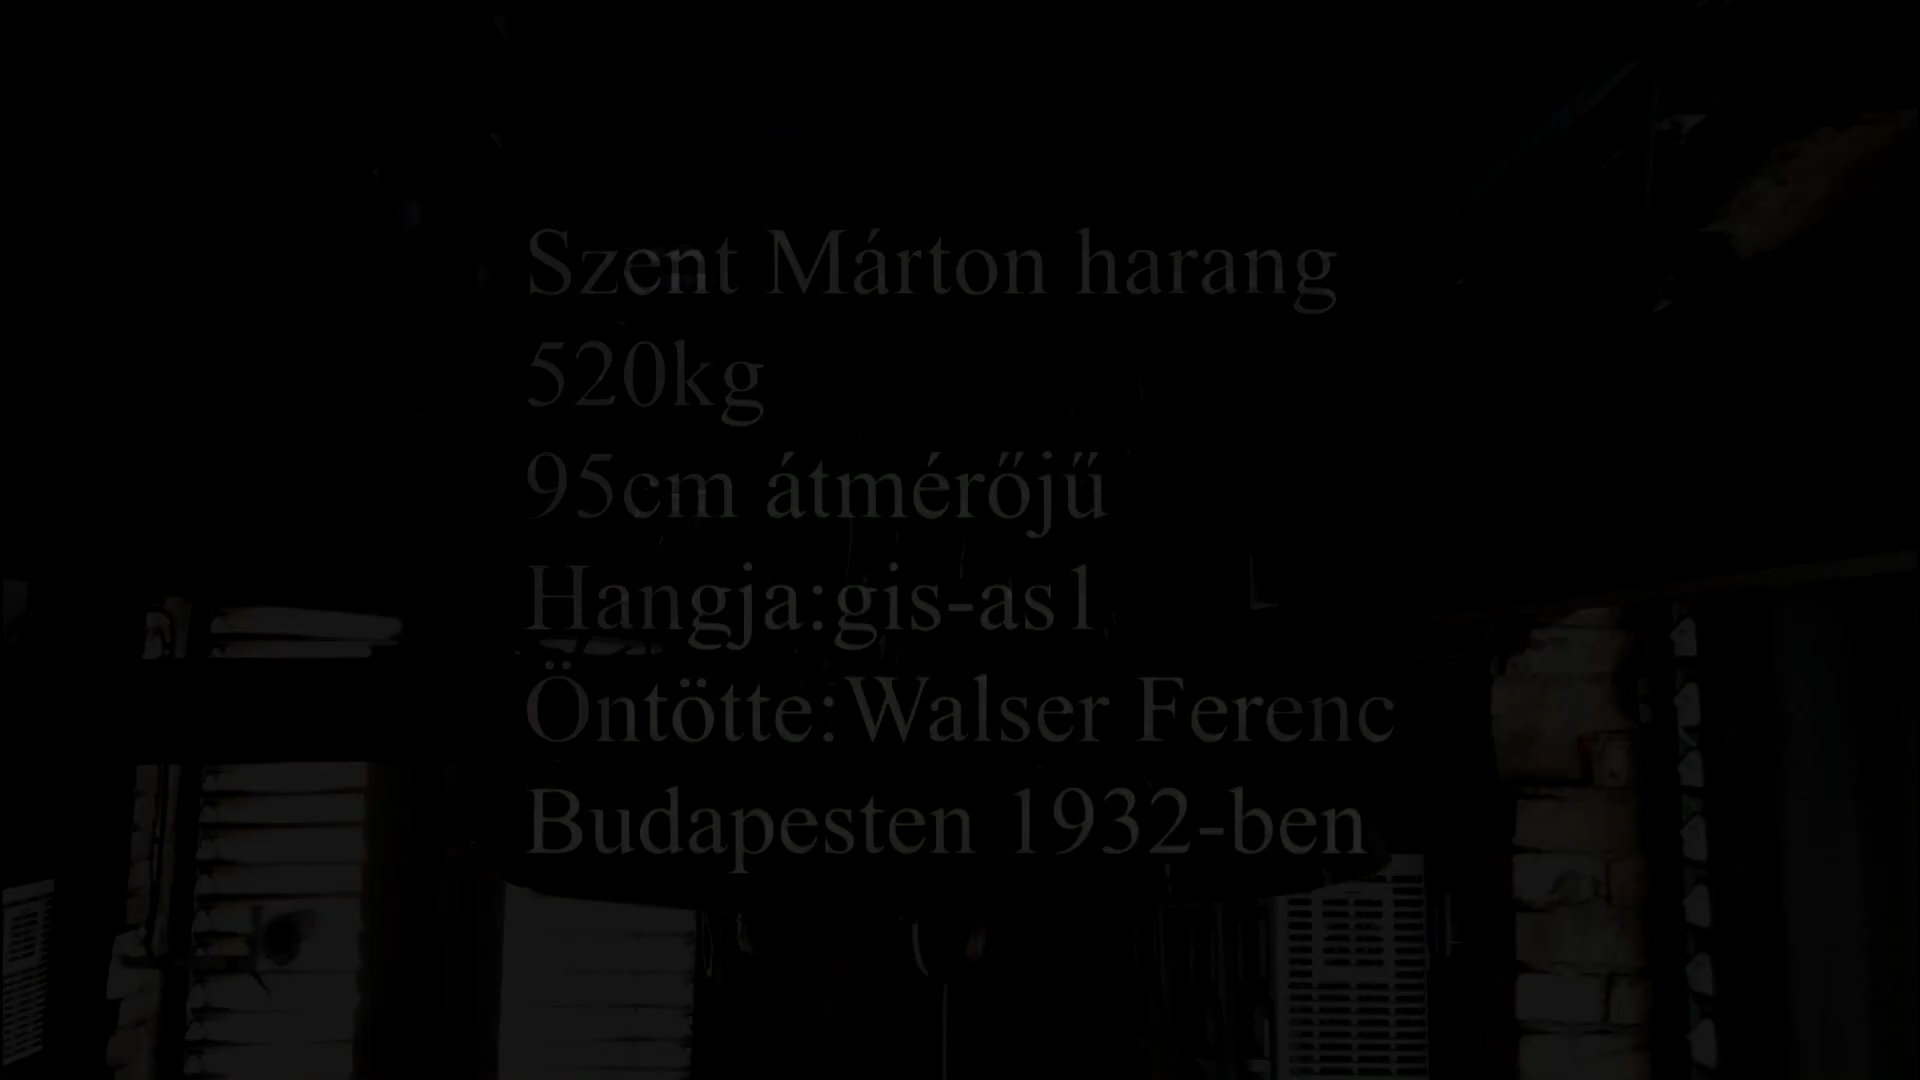 Szent Márton harang
520kg
95cm átmérőjű
Hangja:gis-as1
Öntötte:Walser Ferenc
Budapesten 1932-ben